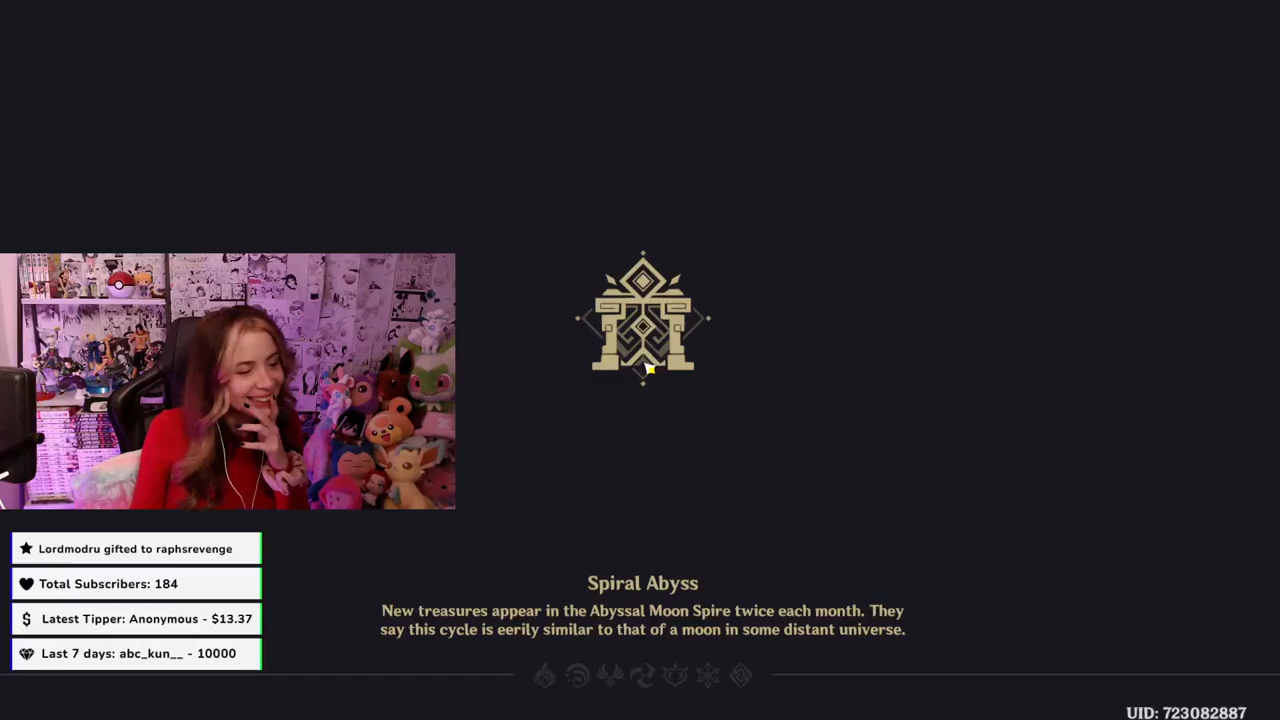 Lordmodru gifted to raphsrevenge
Total Subscribers: 184
Latest Tipper: Anonymous - $13.37
Last 7 days: abc_kun__ - 10000
Spiral Abyss
New treasures appear in the Abyssal Moon Spire twice each month. They
say this cycle is eerily similar to that of a moon in some distant universe.
UID: 723082887